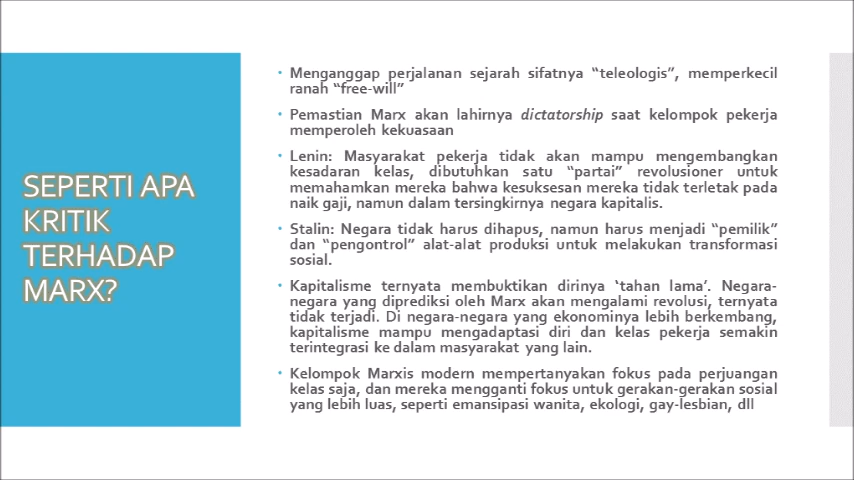 SEPERTI APA
KRITIK
TERHADAP
MARX?
• Menganggap perjalanan sejarah sifatnya “teleologis”, memperkecil
ranah “free-will”
• Pemastian Marx akan lahirnya dictatorship saat kelompok pekerja
memperoleh kekuasaan
• Lenin: Masyarakat pekerja tidak akan mampu mengembangkan
kesadaran kelas, dibutuhkan satu “partai” revolusioner untuk
memahamkan mereka bahwa kesuksesan mereka tidak terletak pada
naik gaji, namun dalam tersingkirnya negara kapitalis.
• Stalin: Negara tidak harus dihapus, namun harus menjadi “pemilik”
dan “pengontrol” alat-alat produksi untuk melakukan transformasi
sosial.
• Kapitalisme ternyata membuktikan dirinya ‘tahan lama’. Negara-
negara yang diprediksi oleh Marx akan mengalami revolusi, ternyata
tidak terjadi. Di negara-negara yang ekonominya lebih berkembang,
kapitalisme mampu mengadaptasi diri dan kelas pekerja semakin
terintegrasi ke dalam masyarakat yang lain.
• Kelompok Marxis modern mempertanyakan fokus pada perjuangan
kelas saja, dan mereka mengganti fokus untuk gerakan-gerakan sosial
yang lebih luas, seperti emansipasi wanita, ekologi, gay-lesbian, dll